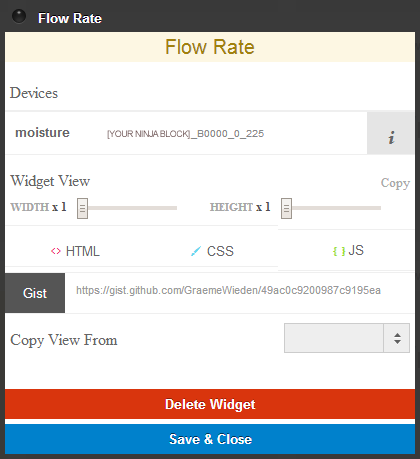 Flow Rate
Flow Rate
Devices
moisture [YOUR NINJA BLOCK]_B0000_0_225 i
Widget View Copy
WIDTH x 1 HEIGHT x 1
<> HTML CSS { } JS
Gist https://gist.github.com/GraemeWieden/49ac0c9200987c9195ea
Copy View From
Delete Widget
Save & Close